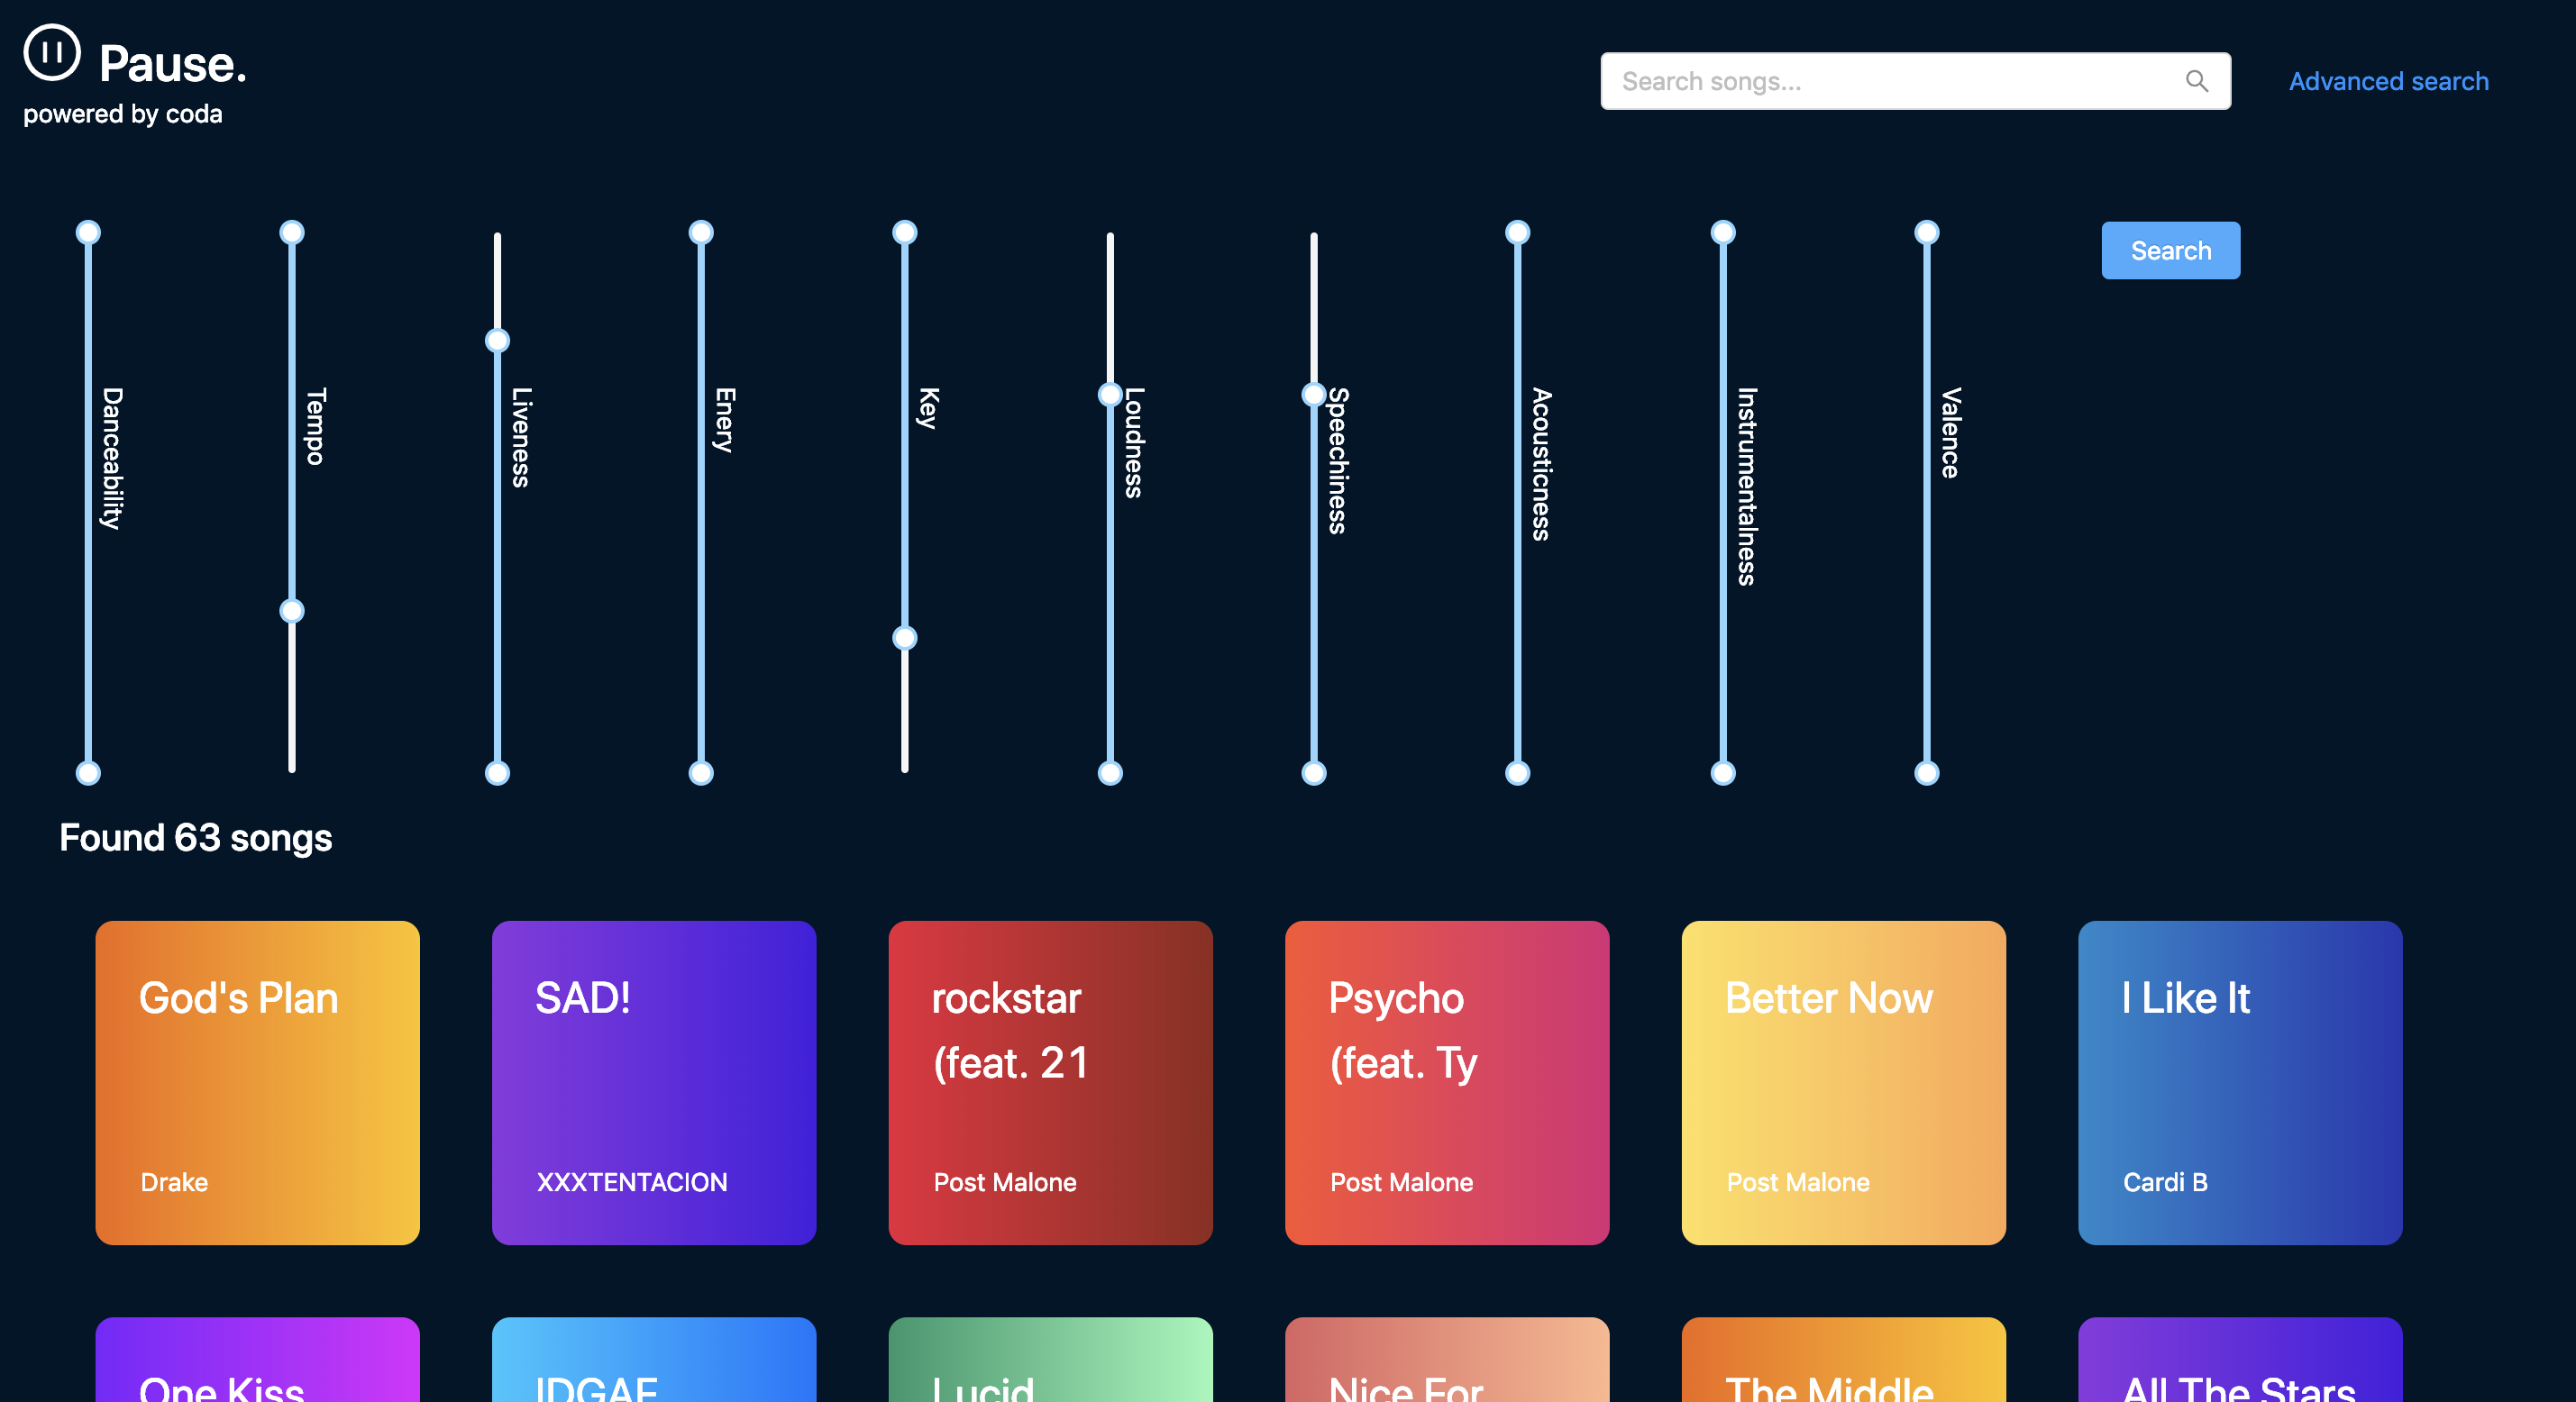 Pause.
powered by coda
Search songs...
Advanced search
Danceability
Tempo
Liveness
Enery
Key
Loudness
Speechiness
Acousticness
Instrumentalness
Valence
Search
Found 63 songs
God's Plan
Drake
SAD!
XXXTENTACION
rockstar
(feat. 21
Post Malone
Psycho
(feat. Ty
Post Malone
Better Now
Post Malone
I Like It
Cardi B
One Kiss
IDGAF
Lucid
Nice For
The Middle
All The Stars